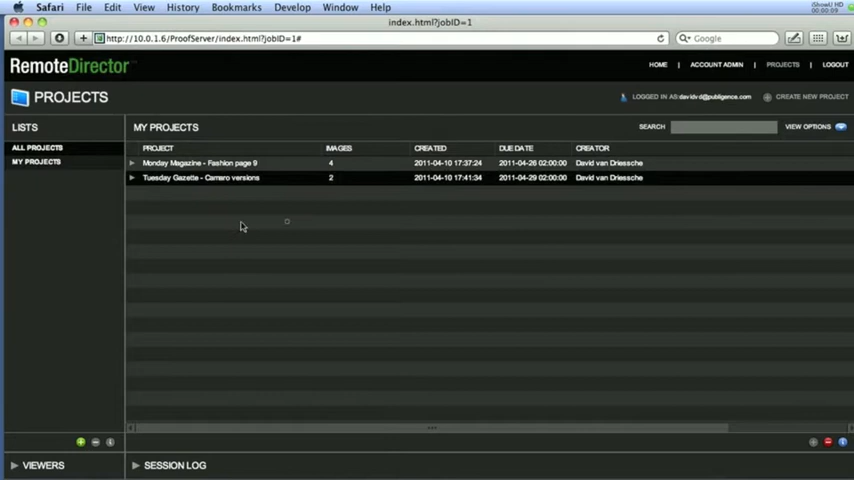 Safari File Edit View History Bookmarks Develop Window Help
iShowU
00:00:09
index.html?jobID=1
http://10.0.1.6/ProofServer/index.html?jobID=1#
Google
RemoteDirector
HOME | ACCOUNT ADMIN | PROJECTS | LOGOUT
PROJECTS
LOGGED IN AS:davidvd@publigence.com
CREATE NEW PROJECT
LISTS
MY PROJECTS
SEARCH
VIEW OPTIONS
ALL PROJECTS
PROJECT IMAGES CREATED DUE DATE CREATOR
MY PROJECTS
Monday Magazine - Fashion page 9 4 2011-04-10 17:37:24 2011-04-26 02:00:00 David van Driessche
Tuesday Gazette - Camaro versions 2 2011-04-10 17:41:34 2011-04-29 02:00:00 David van Driessche
VIEWERS
SESSION LOG